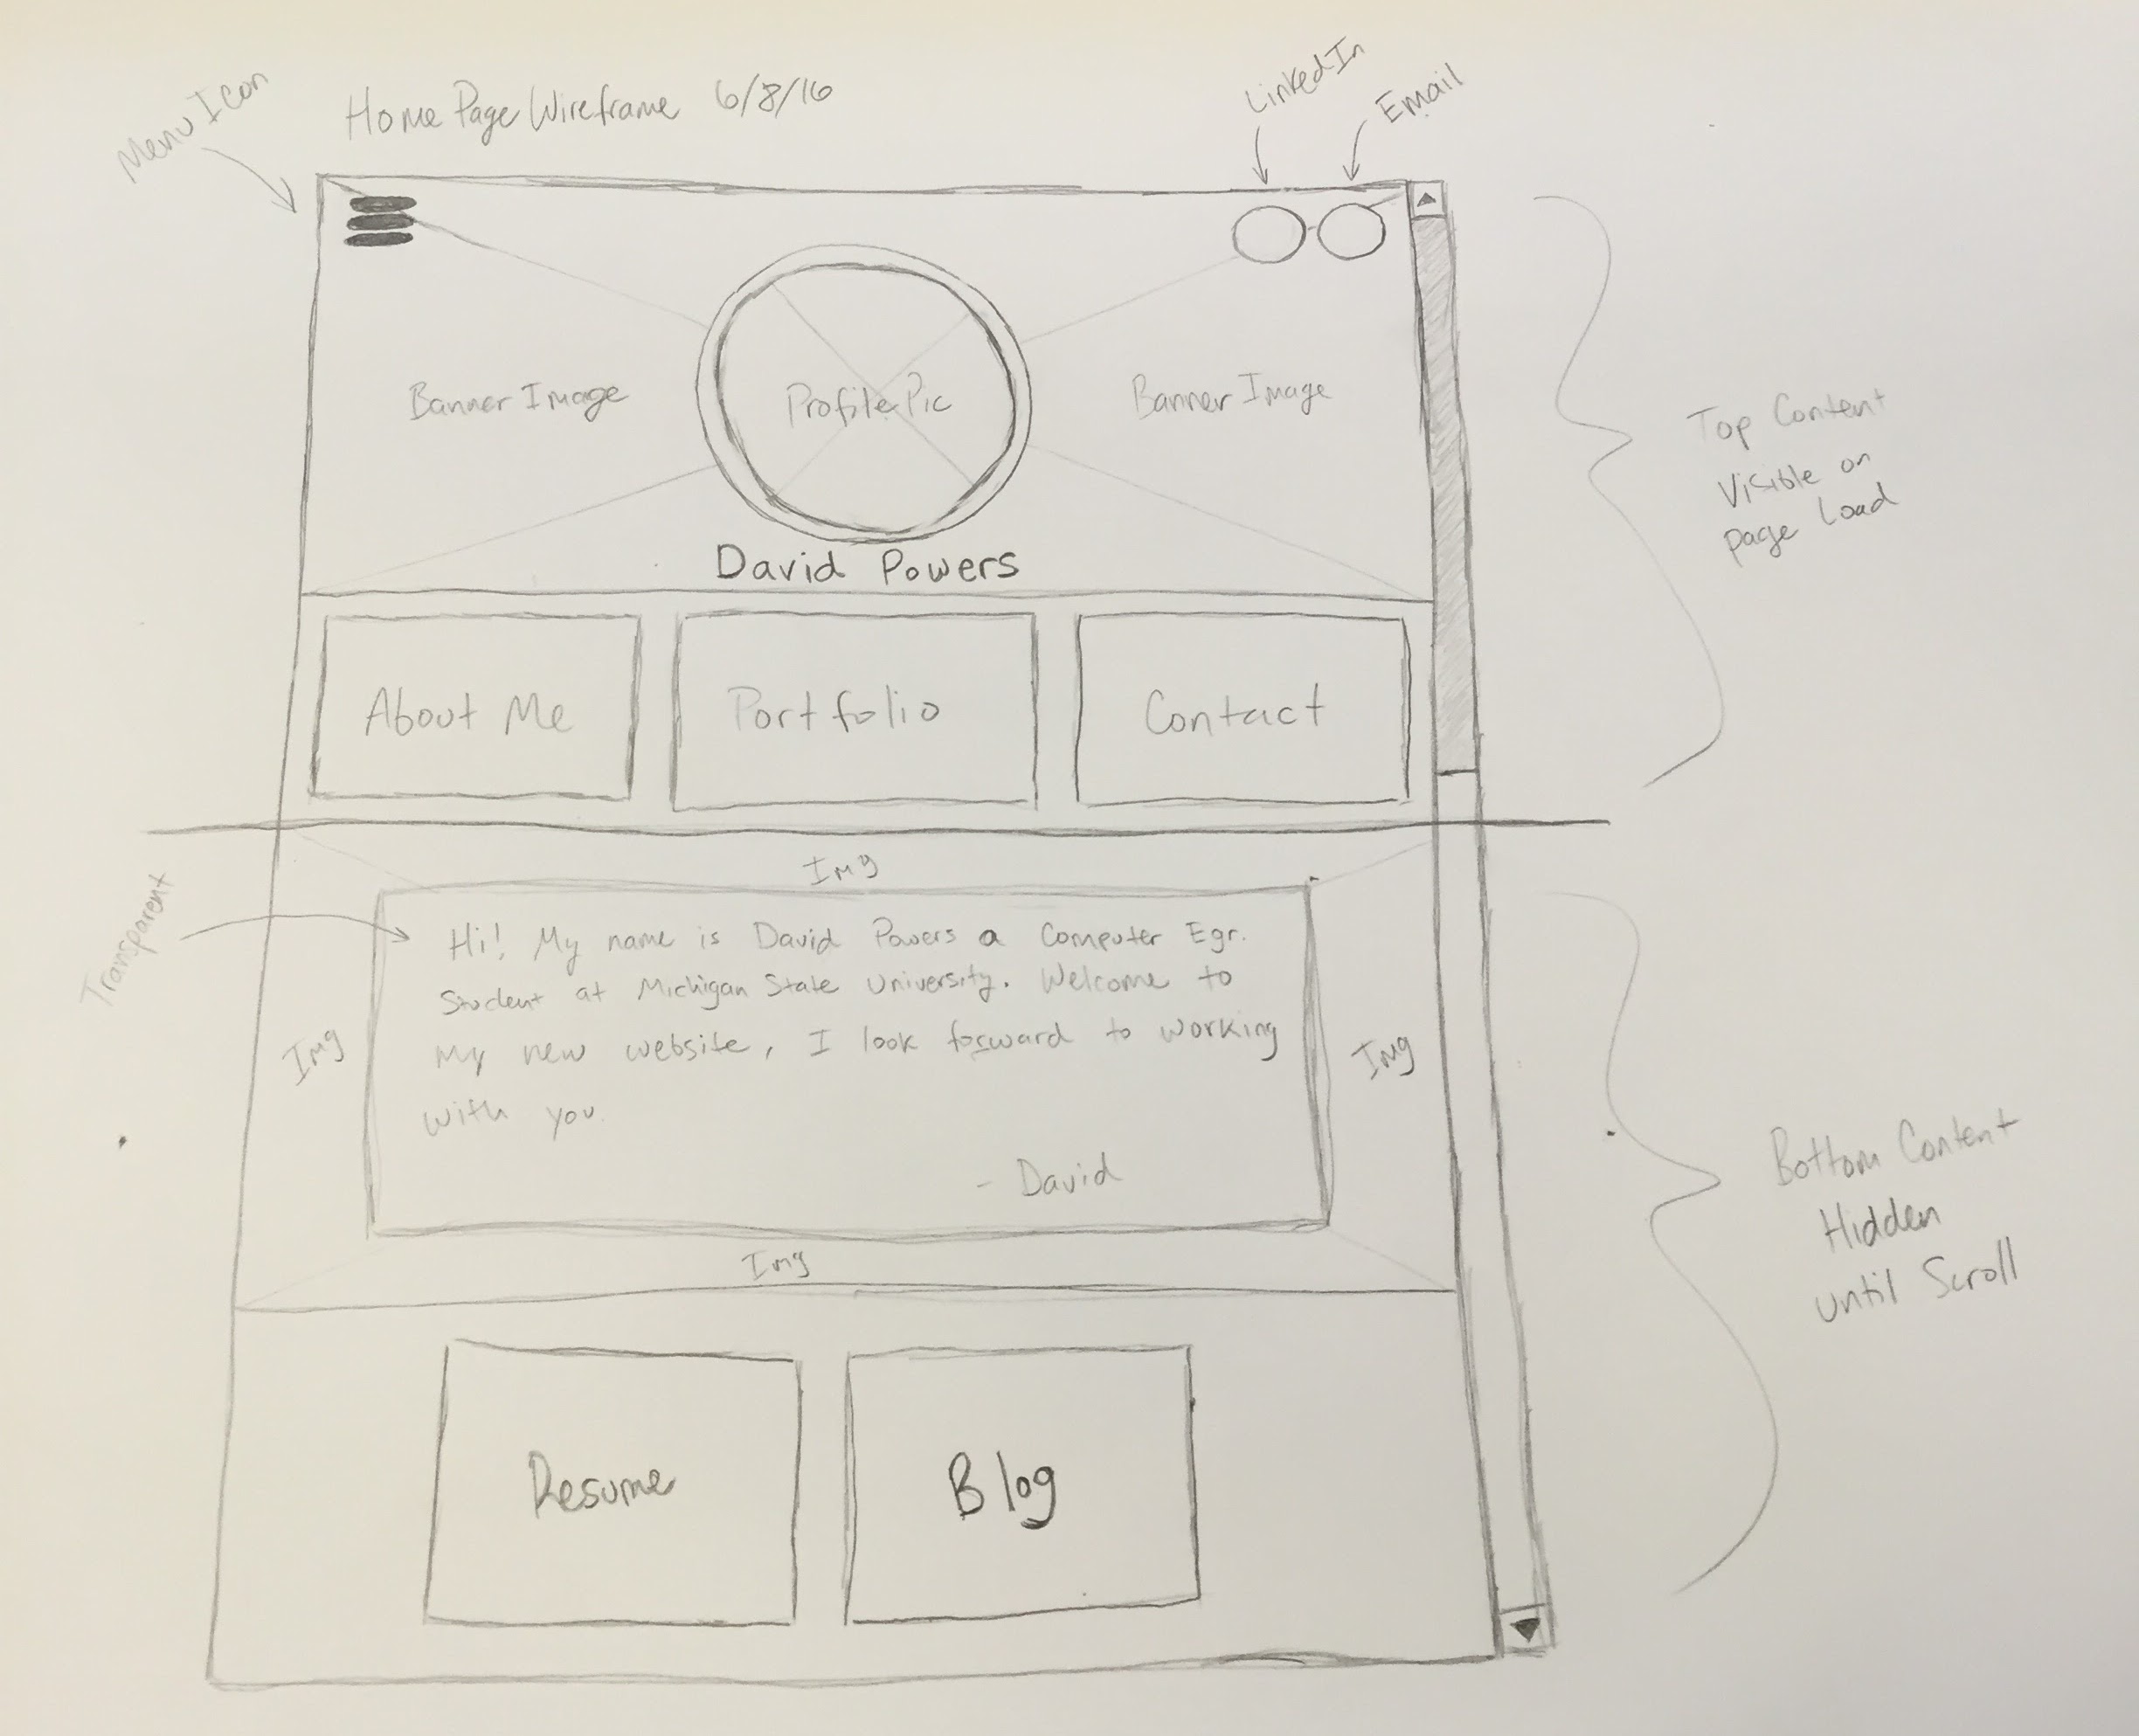 Home Page Wireframe 6/8/16
Menu Icon
LinkedIn
Email
Banner Image
Profile Pic
Banner Image
David Powers
Top Content
Visible on
page Load
About Me
Portfolio
Contact
Img
Transparent
Hi! My name is David Powers a Computer Egr.
Student at Michigan State University. Welcome to
my new website, I look forward to working
with you.
- David
Img
Img
Img
Bottom Content
Hidden
until Scroll
Resume
Blog